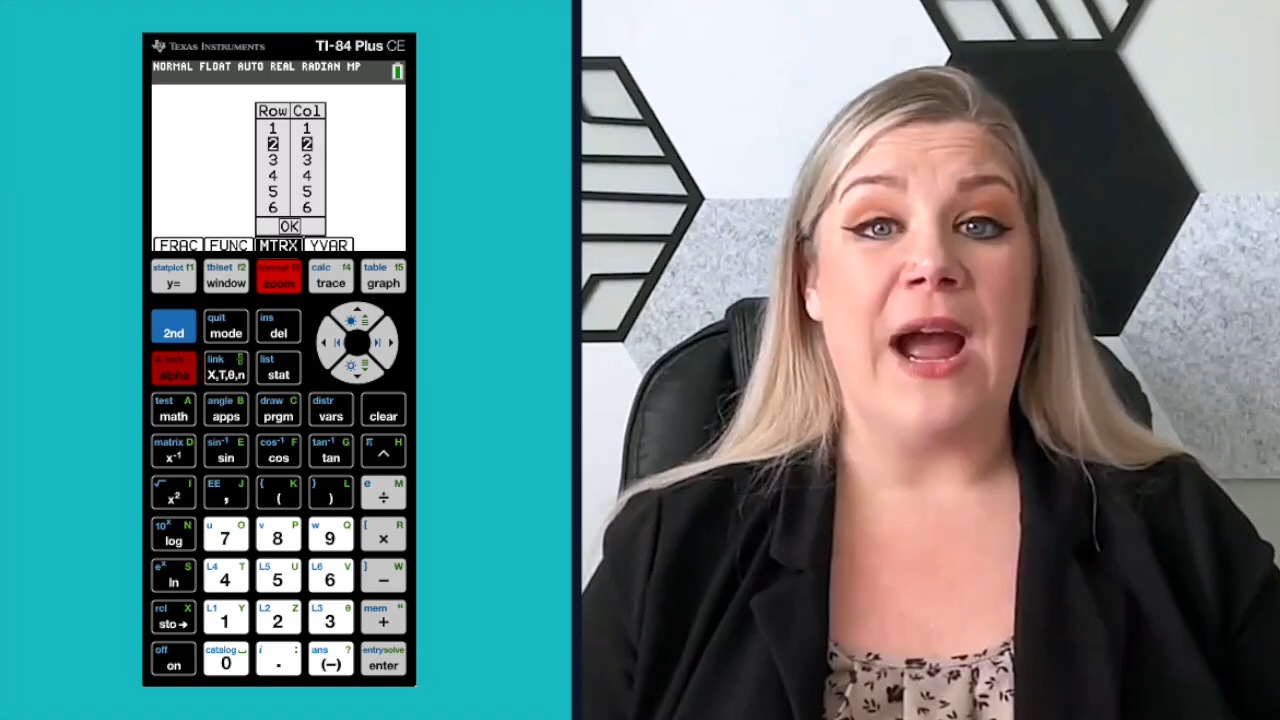 TEXAS INSTRUMENTS TI-84 Plus CE
NORMAL FLOAT AUTO REAL RADIAN MP
Row Col
1 1
2 2
3 3
4 4
5 5
6 6
OK
FRAC FUNC MTRX YVAR
statplot f1 tblset f2 format f3 calc f4 table f5
y= window zoom trace graph
quit ins
2nd mode del
A-lock link list
alpha X,T,θ,n stat
test A angle B draw C distr
math apps prgm vars clear
matrix D sin⁻¹ E cos⁻¹ F tan⁻¹ G π H
x⁻¹ sin cos tan ^
√ I EE J { K } L e M
x² , ( ) ÷
10ˣ N u O v P w Q [ R
log 7 8 9 ×
eˣ S L4 T L5 U L6 V ] W
ln 4 5 6 −
rcl X L1 Y L2 Z L3 θ mem "
sto→ 1 2 3 +
off catalog i : ans ? entry solve
on 0 . (−) enter